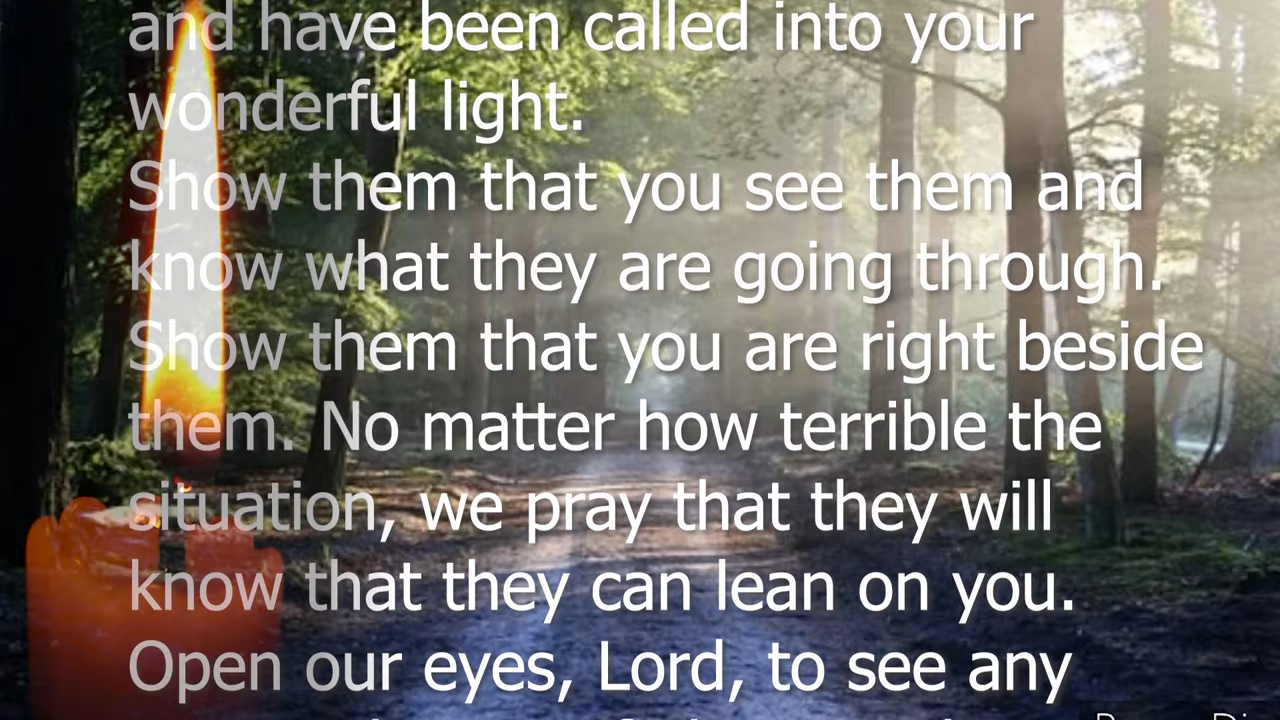 and have been called into your
wonderful light.
Show them that you see them and
know what they are going through.
Show them that you are right beside
them. No matter how terrible the
situation, we pray that they will
know that they can lean on you.
Open our eyes, Lord, to see any